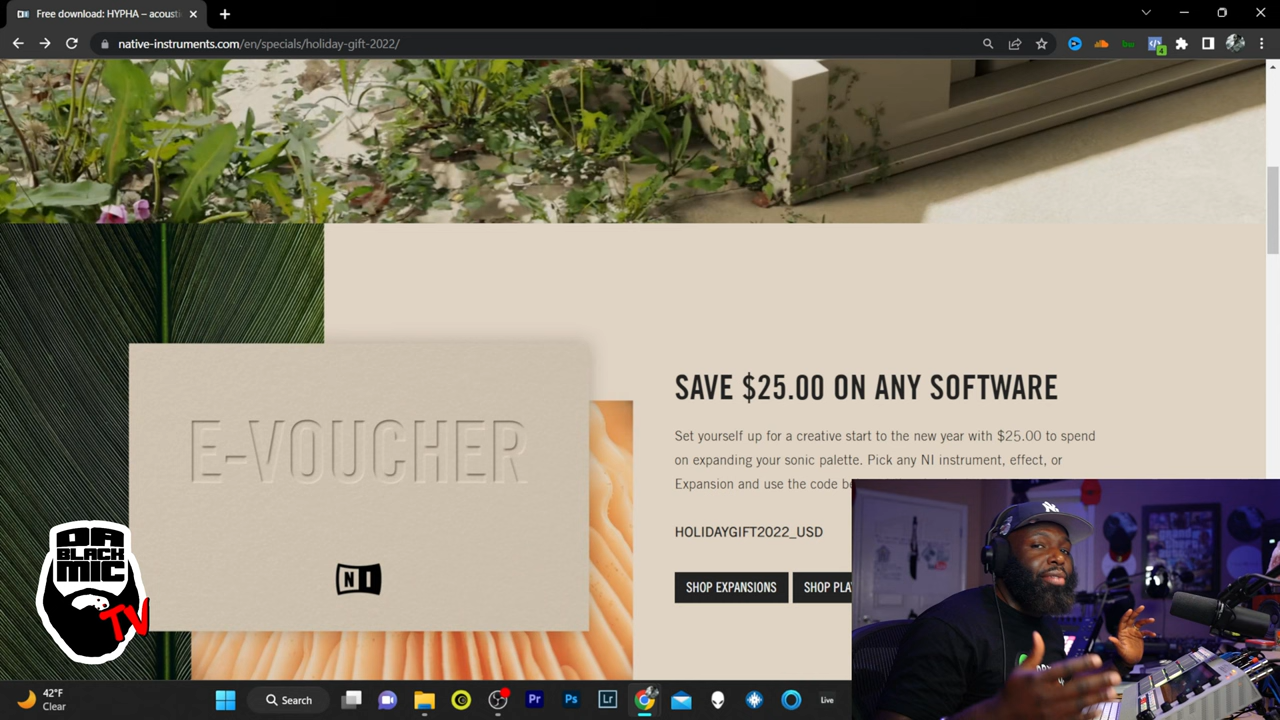 Free download: HYPHA – acousti
native-instruments.com/en/specials/holiday-gift-2022/
4
E-VOUCHER
NI
SAVE $25.00 ON ANY SOFTWARE
Set yourself up for a creative start to the new year with $25.00 to spend
on expanding your sonic palette. Pick any NI instrument, effect, or
Expansion and use the code be
HOLIDAYGIFT2022_USD
SHOP EXPANSIONS
SHOP PLA
DA
BLACK
MIC
TV
42°F
Clear
Search
Pr
Ps
Lr
Live